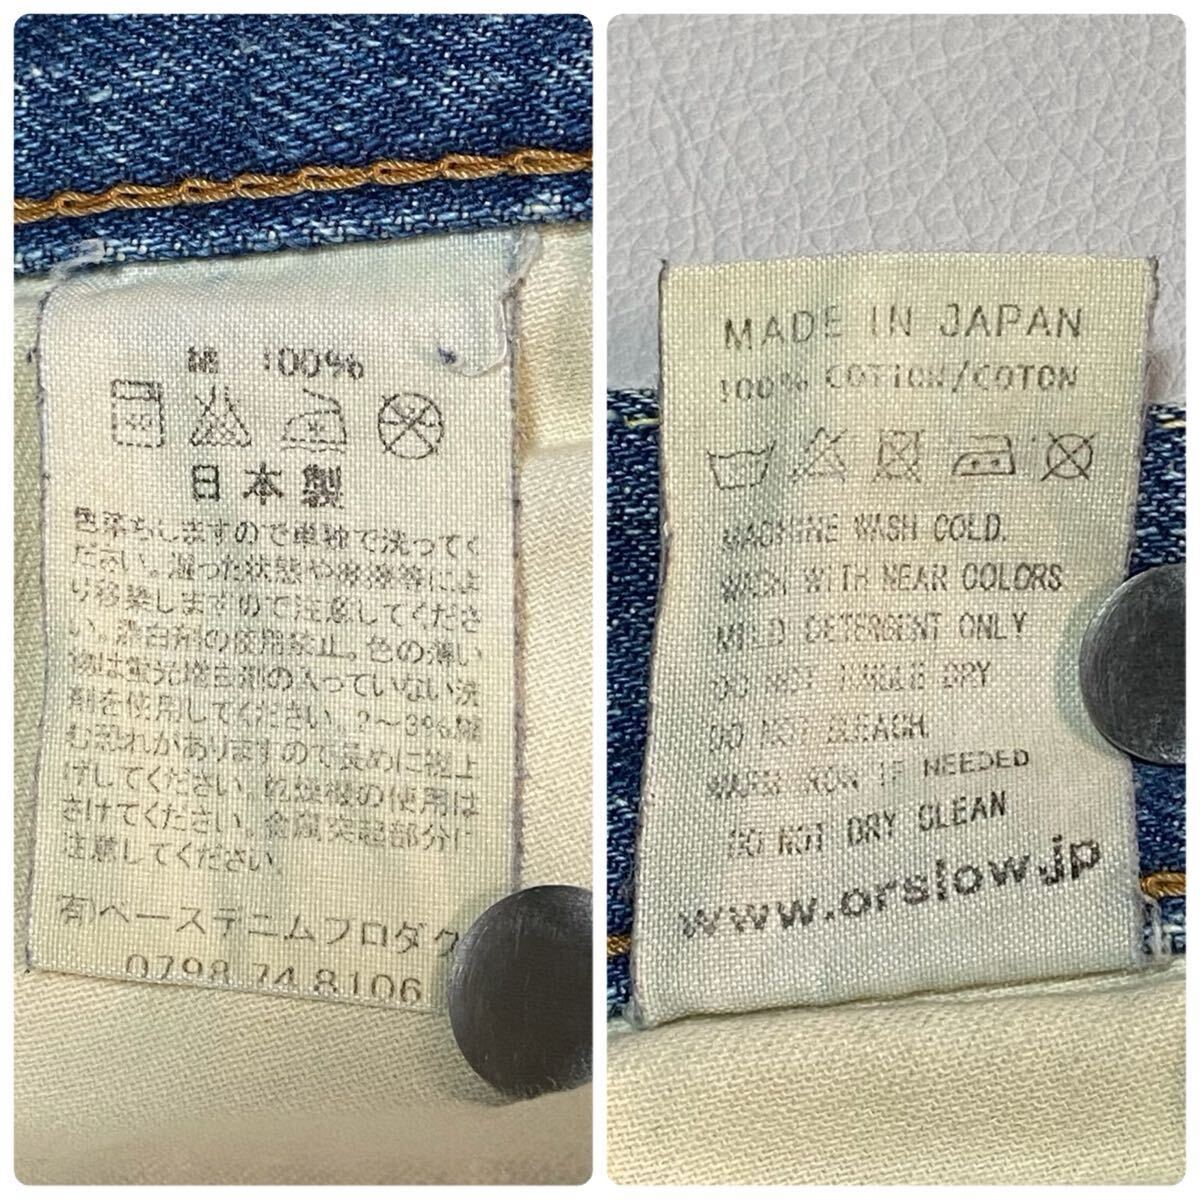 綿 100%
日本製
色落ちしますので単独で洗ってく
ださい。湿った状態や摩擦等によ
り移染しますので注意してくださ
い。漂白剤の使用禁止。色の薄い
物は蛍光増白剤の入っていない洗
剤を使用してください。2〜3%縮
む恐れがありますので長めに裾上
げしてください。乾燥機の使用は
さけてください。金属突起部分に
注意してください。
有)ベースデニムプロダク
0798 74 8106
MADE IN JAPAN
100% COTTON/COTON
MACHINE WASH COLD.
WASH WITH NEAR COLORS
MILD DETERGENT ONLY
DO NOT TUMBLE DRY
DO NOT BLEACH.
WARM IRON IF NEEDED
DO NOT DRY CLEAN
www.orslow.jp